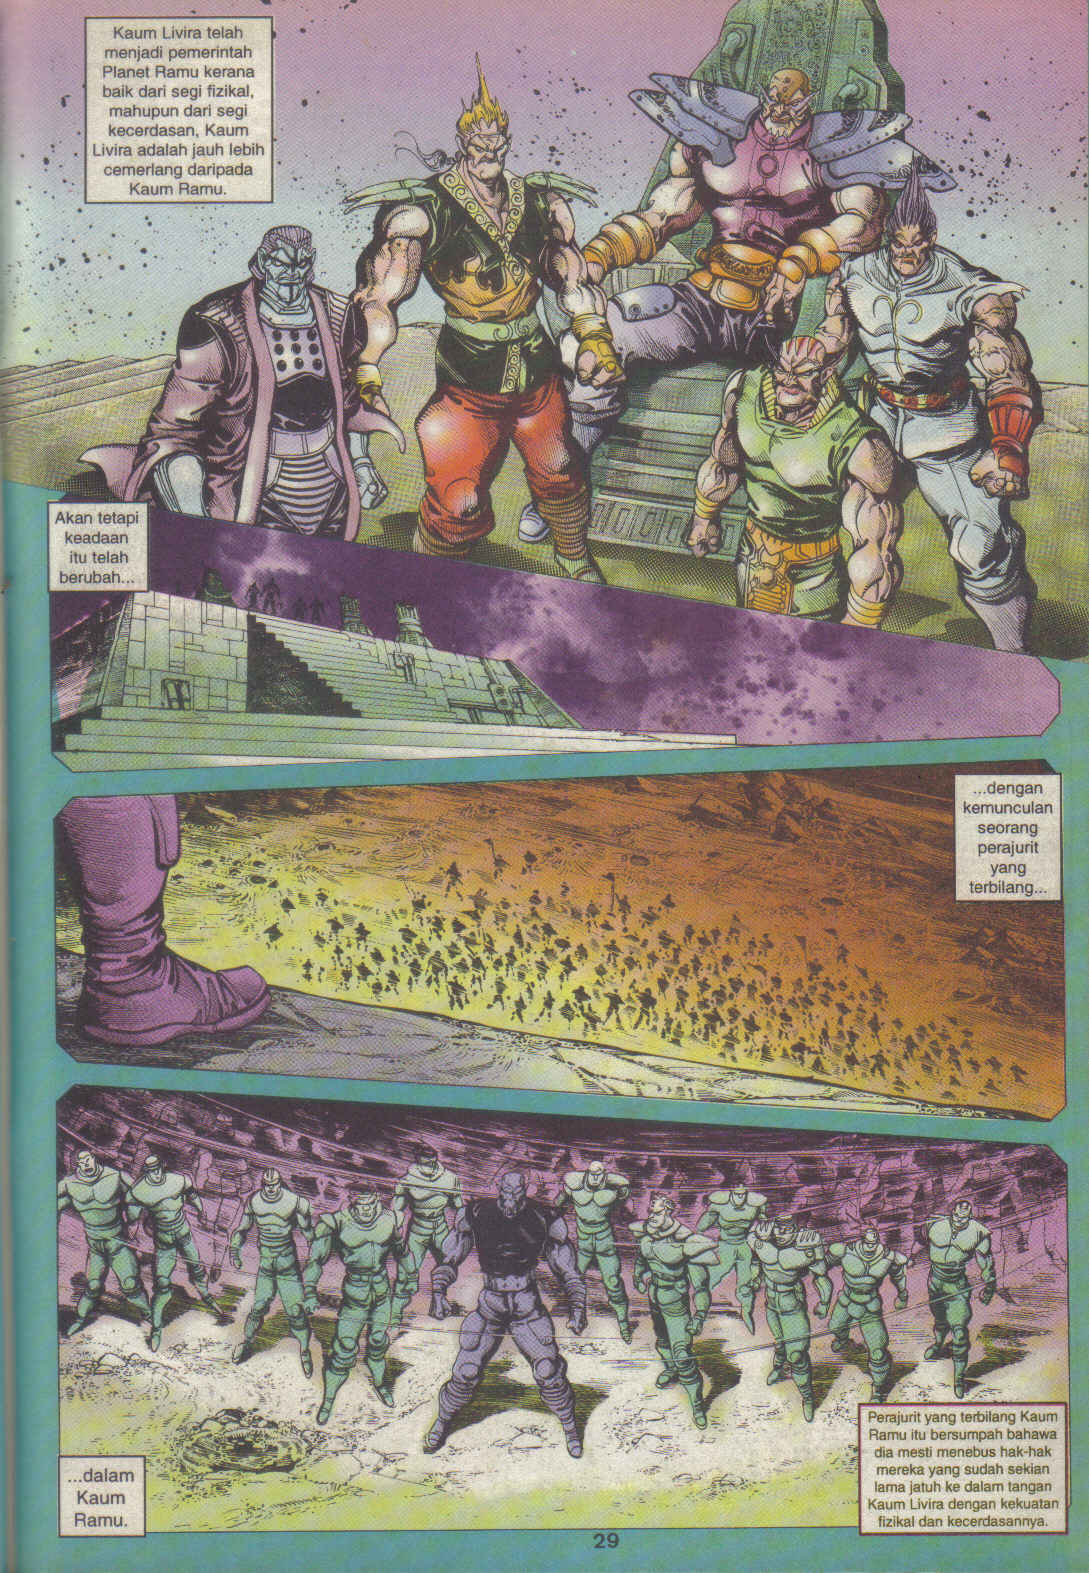 Kaum Livira telah
menjadi pemerintah
Planet Ramu kerana
baik dari segi fizikal,
mahupun dari segi
kecerdasan, Kaum
Livira adalah jauh lebih
cemerlang daripada
Kaum Ramu.
Akan tetapi
keadaan
itu telah
berubah...
...dengan
kemunculan
seorang
perajurit
yang
terbilang...
...dalam
Kaum
Ramu.
Perajurit yang terbilang Kaum
Ramu itu bersumpah bahawa
dia mesti menebus hak-hak
mereka yang sudah sekian
lama jatuh ke dalam tangan
Kaum Livira dengan kekuatan
fizikal dan kecerdasannya.
29